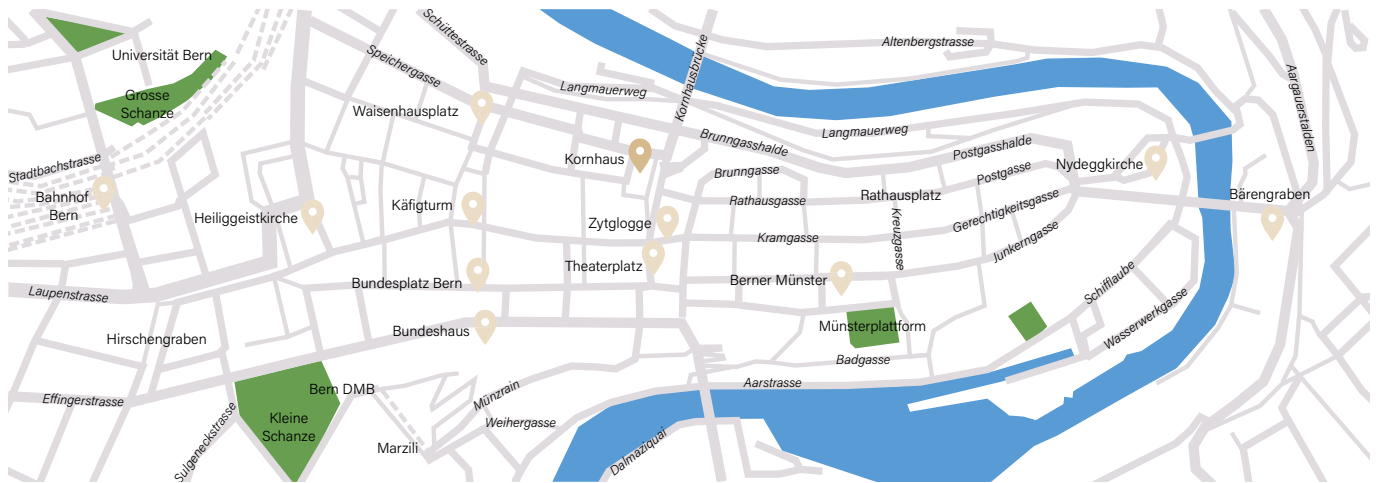 Schüttestrasse
Kornhausbrücke
Altenbergstrasse
Universität Bern
Speichergasse
Aargauerstalden
Langmauerweg
Grosse
Schanze
Waisenhausplatz
Langmauerweg
Brunngasshalde
Postgasshalde
Kornhaus
Nydeggkirche
Stadtbachstrasse
Brunngasse
Postgasse
Bahnhof
Bern
Rathausplatz
Bärengraben
Käfigturm
Rathausgasse
Heiliggeistkirche
Gerechtigkeitsgasse
Zytglogge
Kreuzgasse
Kramgasse
Junkerngasse
Theaterplatz
Bundesplatz Bern
Berner Münster
Schifflaube
Laupenstrasse
Wasserwerkgasse
Bundeshaus
Münsterplattform
Hirschengraben
Badgasse
Aarstrasse
Bern DMB
Münzrain
Effingerstrasse
Kleine
Schanze
Weihergasse
Sulgeneckstrasse
Marzili
Dalmaziquai